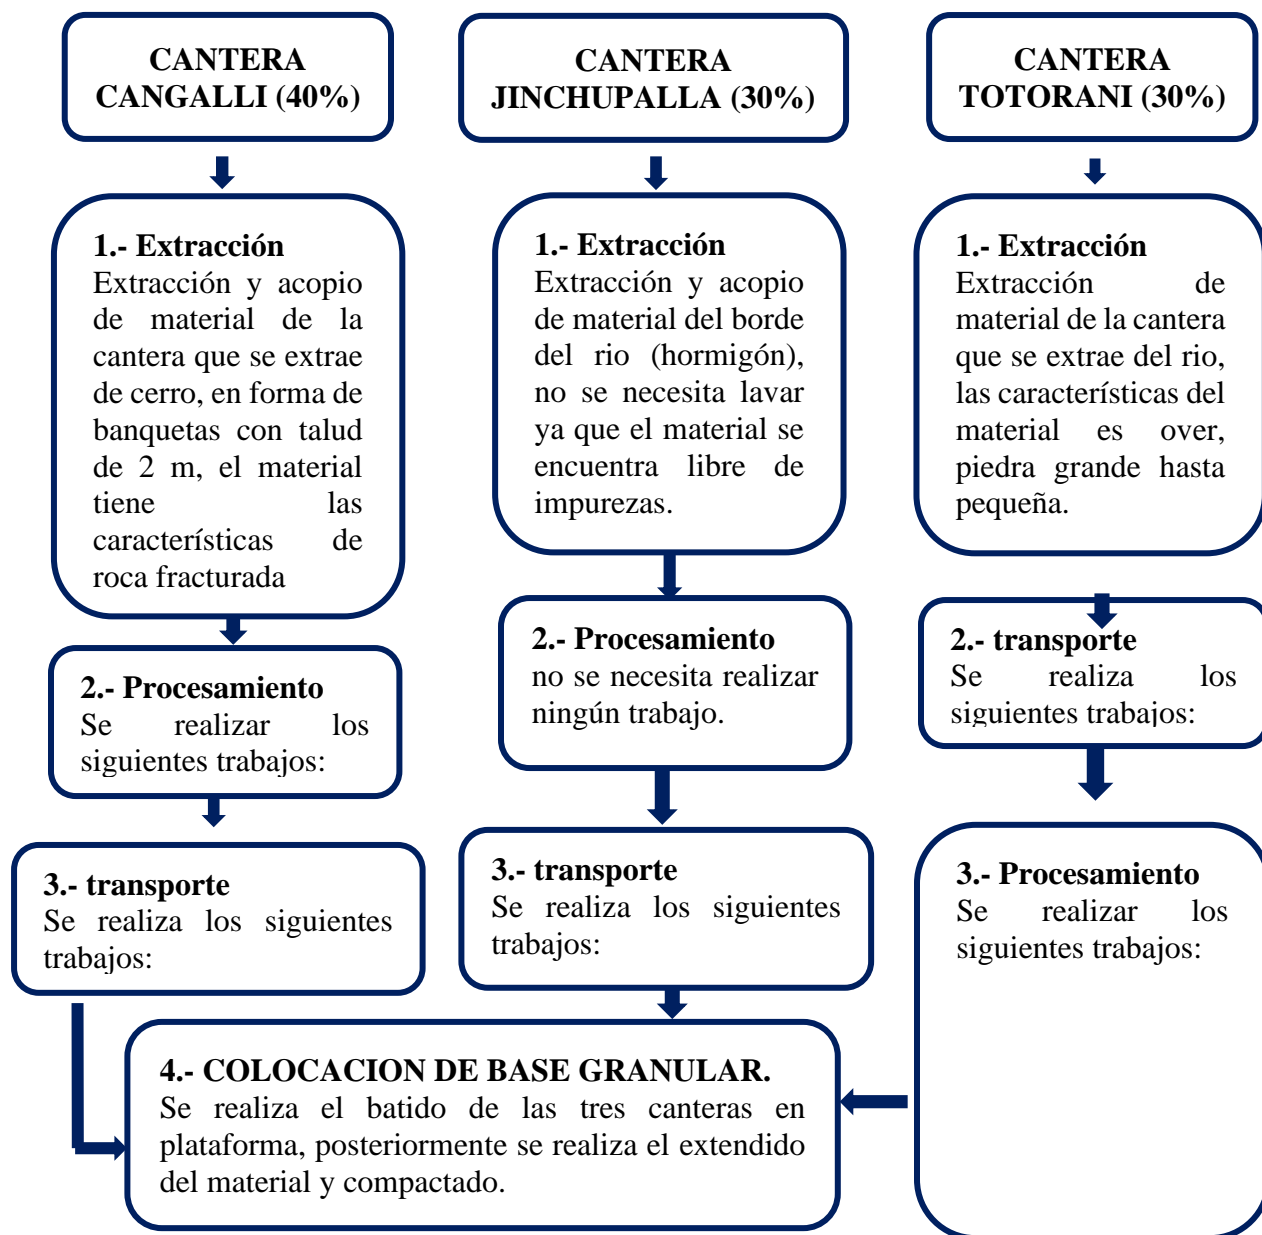 CANTERA
CANGALLI (40%)
CANTERA
JINCHUPALLA (30%)
CANTERA
TOTORANI (30%)
1.- Extracción
Extracción y acopio
de material de la
cantera que se extrae
de cerro, en forma de
banquetas con talud
de 2 m, el material
tiene las
características de
roca fracturada
1.- Extracción
Extracción y acopio
de material del borde
del rio (hormigón),
no se necesita lavar
ya que el material se
encuentra libre de
impurezas.
1.- Extracción
Extracción de
material de la cantera
que se extrae del rio,
las características del
material es over,
piedra grande hasta
pequeña.
2.- Procesamiento
Se realizar los
siguientes trabajos:
2.- Procesamiento
no se necesita realizar
ningún trabajo.
2.- transporte
Se realiza los
siguientes trabajos:
3.- transporte
Se realiza los siguientes
trabajos:
3.- transporte
Se realiza los siguientes
trabajos:
3.- Procesamiento
Se realizar los
siguientes trabajos:
4.- COLOCACION DE BASE GRANULAR.
Se realiza el batido de las tres canteras en
plataforma, posteriormente se realiza el extendido
del material y compactado.